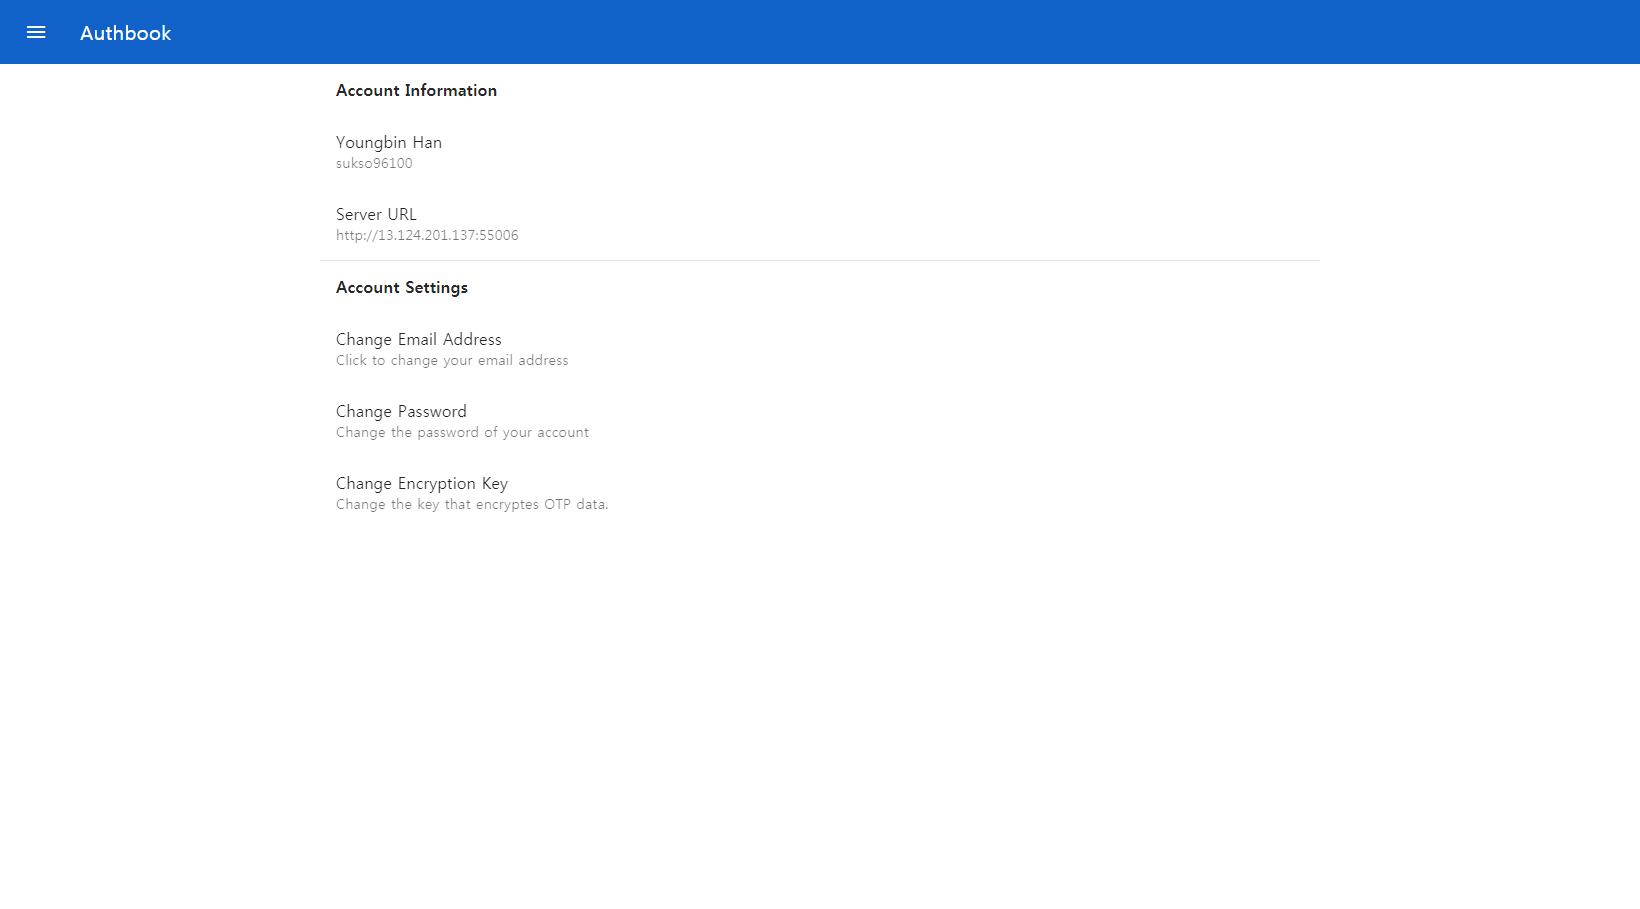 Authbook
Account Information
Youngbin Han
sukso96100
Server URL
http://13.124.201.137:55006
Account Settings
Change Email Address
Click to change your email address
Change Password
Change the password of your account
Change Encryption Key
Change the key that encryptes OTP data.